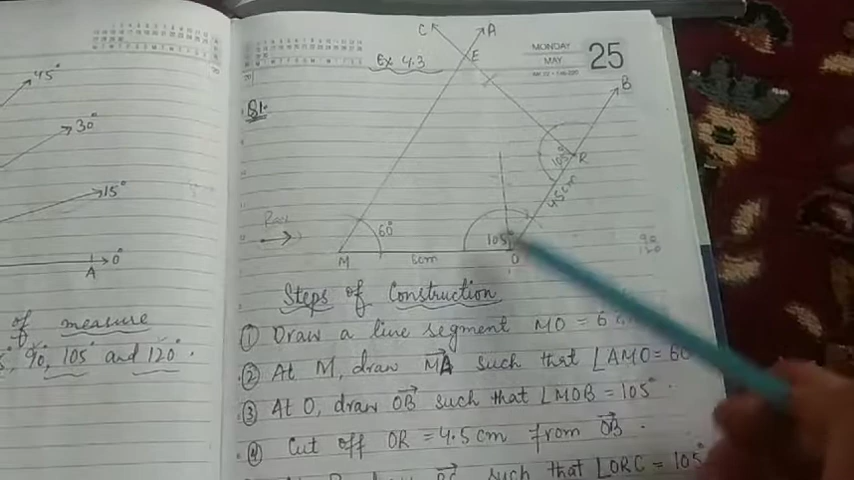 45°
30°
15°
0°
A
of measure
90°, 105° and 120°.
MONDAY
MAY
25
Ex 4.3
Q1.
C
A
E
B
R
105°
4.5cm
Ray
60°
105°
M
6cm
O
90
120
Steps of Construction
① Draw a line segment MO = 6
② At M, draw MA such that ∠AMO = 60
③ At O, draw OB such that ∠MOB = 105°.
④ Cut off OR = 4.5 cm from OB.
such that ∠ORC = 105°